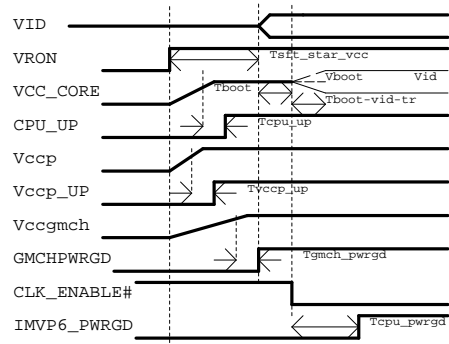 VID
VRON
Tsft_star_vcc
VCC_CORE
Tboot
Vboot
Vid
Tboot-vid-tr
CPU_UP
Tcpu_up
Vccp
Vccp_UP
Tvccp_up
Vccgmch
GMCHPWRGD
Tgmch_pwrgd
CLK_ENABLE#
IMVP6_PWRGD
Tcpu_pwrgd